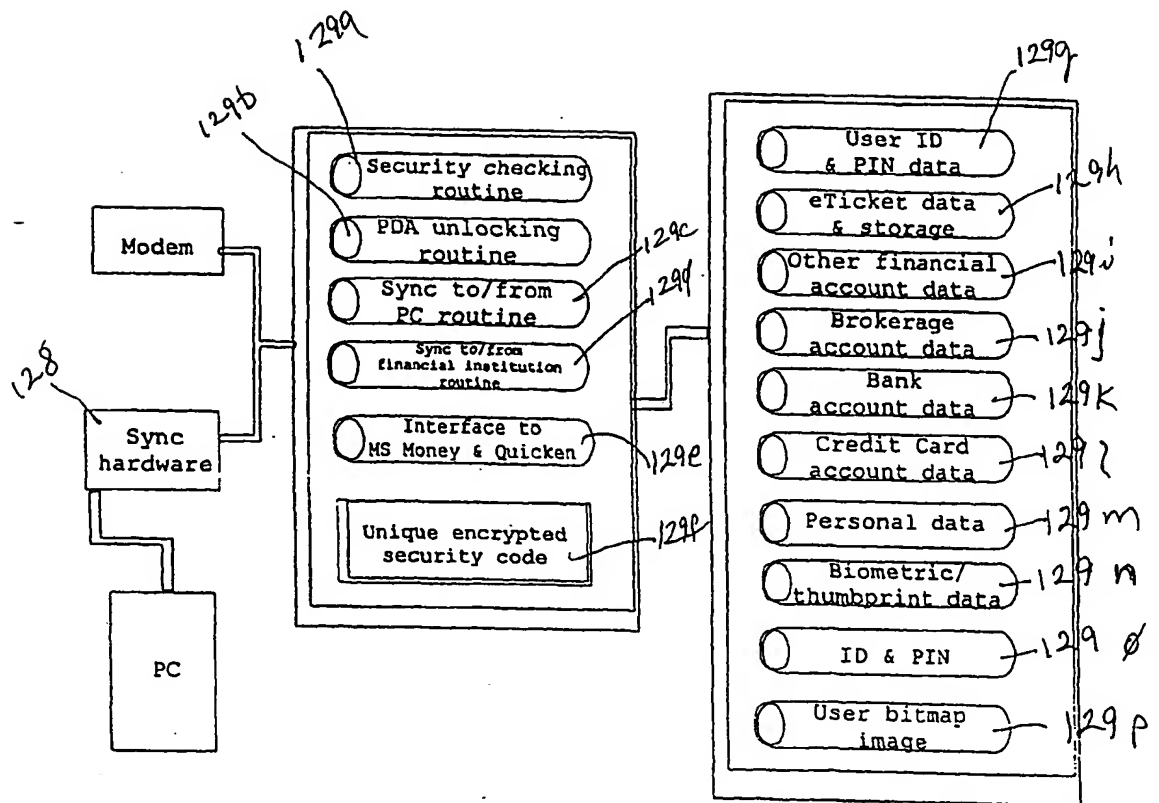 129a
129b
Security checking
routine
PDA unlocking
routine
129c
Sync to/from
PC routine
129d
Sync to/from
financial institution
routine
Interface to
MS Money & Quicken
129e
Unique encrypted
security code
129f
Modem
128
Sync
hardware
PC
129g
User ID
& PIN data
129h
eTicket data
& storage
Other financial
account data
129i
Brokerage
account data
129j
Bank
account data
129k
Credit Card
account data
129l
Personal data
129m
Biometric/
thumbprint data
129n
ID & PIN
129ø
User bitmap
image
129p